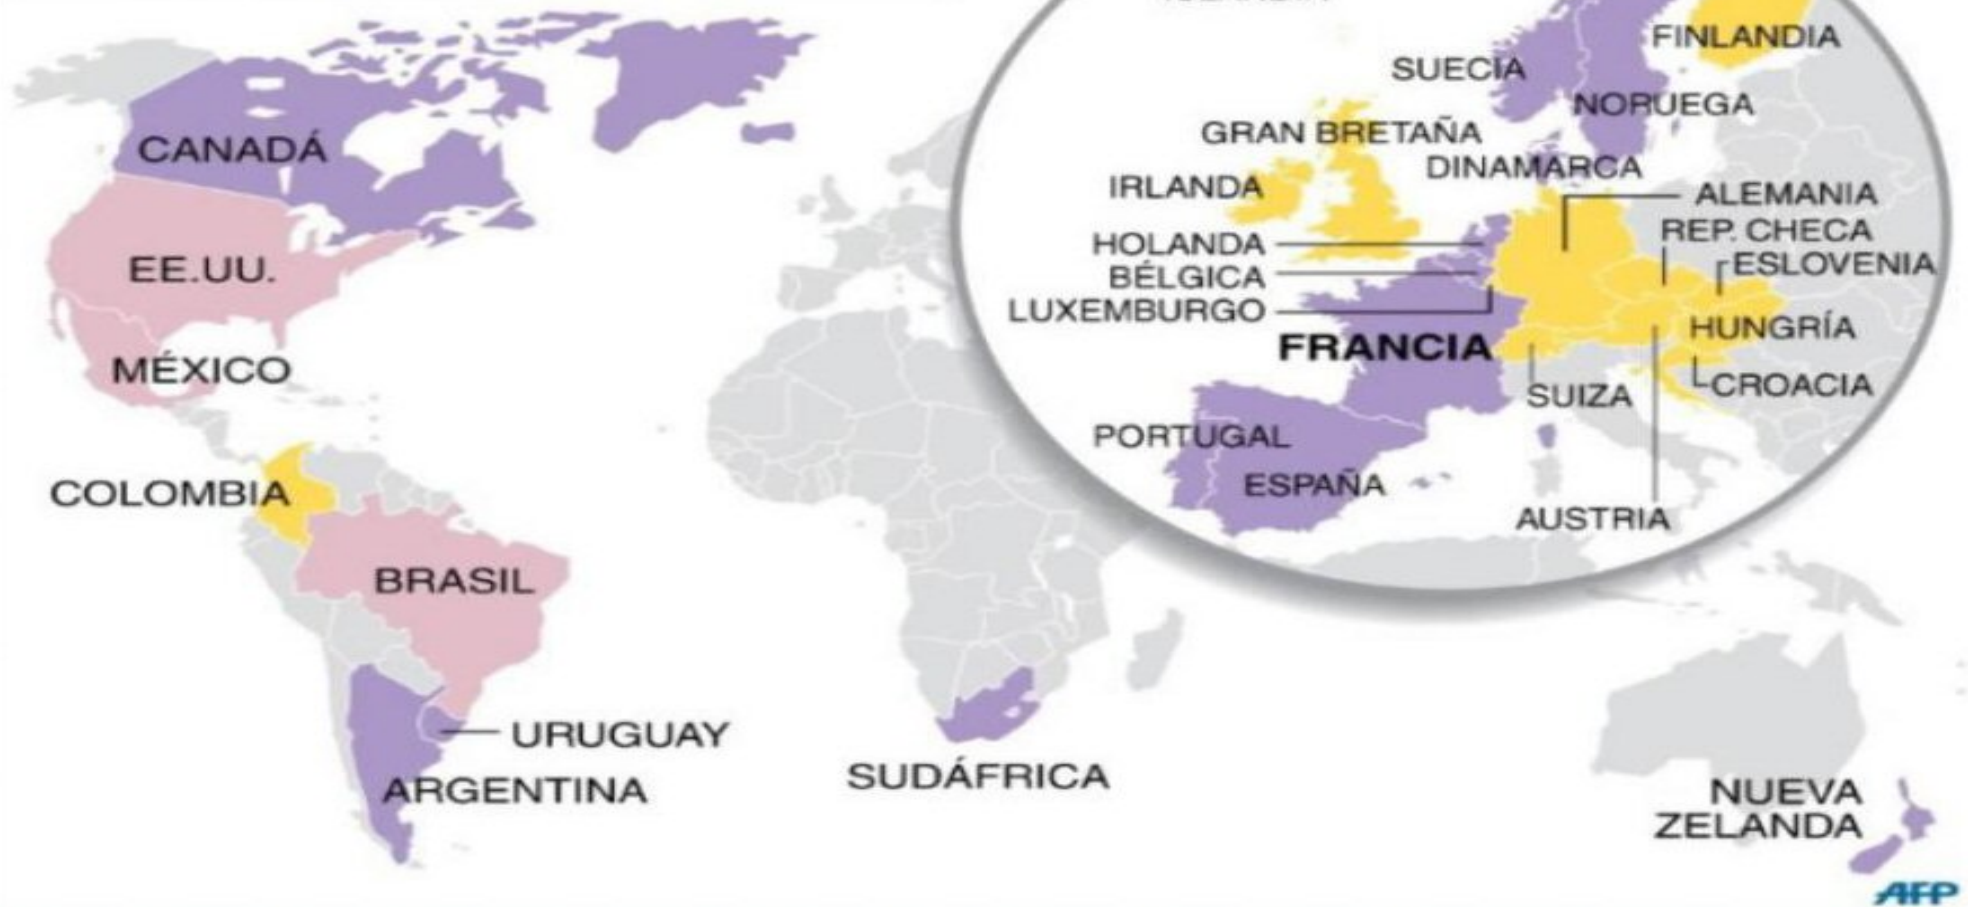 FINLANDIA
SUECIA
NORUEGA
GRAN BRETAÑA
DINAMARCA
IRLANDA
ALEMANIA
REP. CHECA
HOLANDA
ESLOVENIA
BÉLGICA
LUXEMBURGO
HUNGRÍA
FRANCIA
CROACIA
SUIZA
PORTUGAL
ESPAÑA
AUSTRIA
CANADÁ
EE.UU.
MÉXICO
COLOMBIA
BRASIL
URUGUAY
ARGENTINA
SUDÁFRICA
NUEVA
ZELANDA
AFP